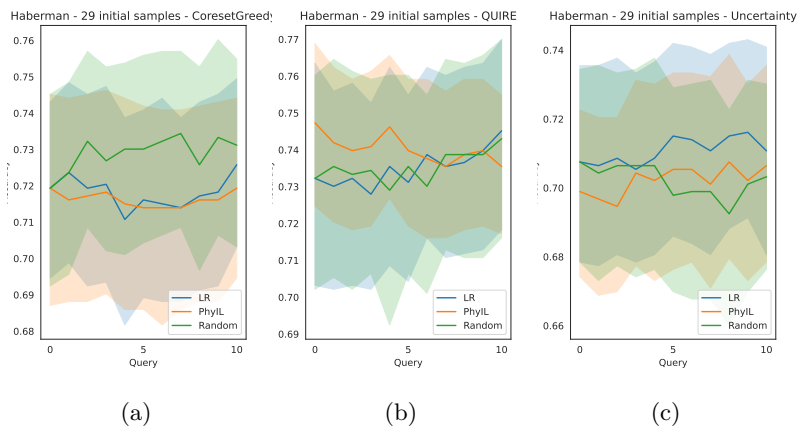 Haberman - 29 initial samples - CoresetGreedy
0.76
0.75
0.74
0.73
0.72
0.71
0.70
0.69
0.68
0
5
10
Query
LR
PhyIL
Random
(a)
Haberman - 29 initial samples - QUIRE
0.77
0.76
0.75
0.74
0.73
0.72
0.71
0.70
0.69
0
5
10
Query
LR
PhyIL
Random
(b)
Haberman - 29 initial samples - Uncertainty
0.74
0.72
0.70
0.68
0.66
0
5
10
Query
LR
PhyIL
Random
(c)